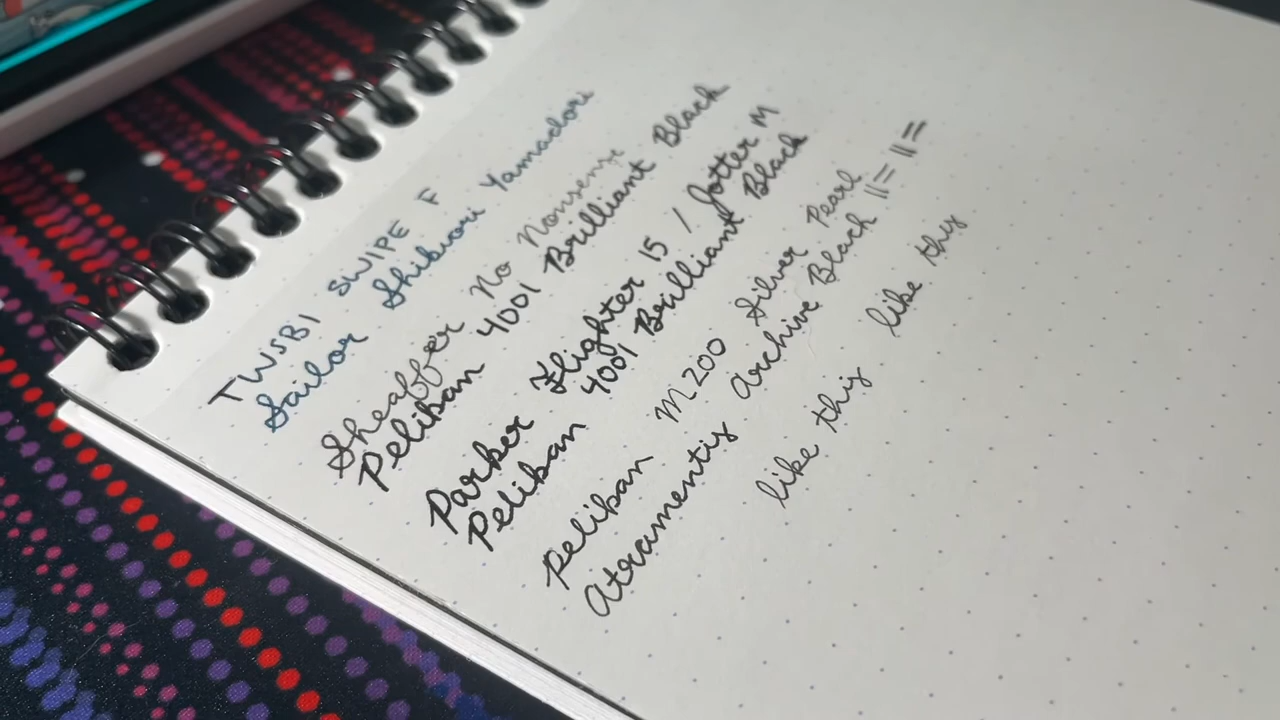 TWSBI SWIPE F
Sailor Shikiori Yamadori
Sheaffer No Nonsense
Pelikan 4001 Brilliant Black
Parker Flighter 15 / Jotter M
Pelikan 4001 Brilliant Black
Pelikan M200 Silver Pearl
Atramentis Archive Black ||= ||=
like this like this